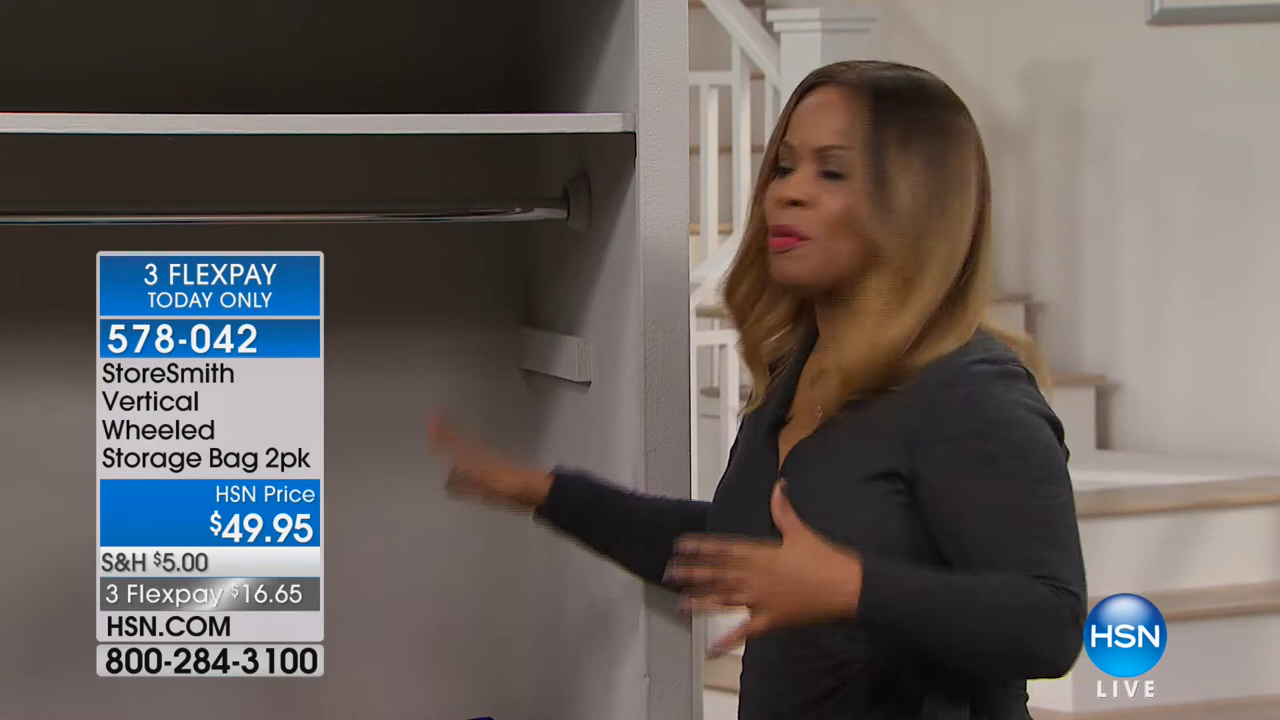 3 FLEXPAY
TODAY ONLY
578-042
StoreSmith
Vertical
Wheeled
Storage Bag 2pk
HSN Price
$49.95
S&H $5.00
3 Flexpay $16.65
HSN.COM
800-284-3100
HSN
LIVE